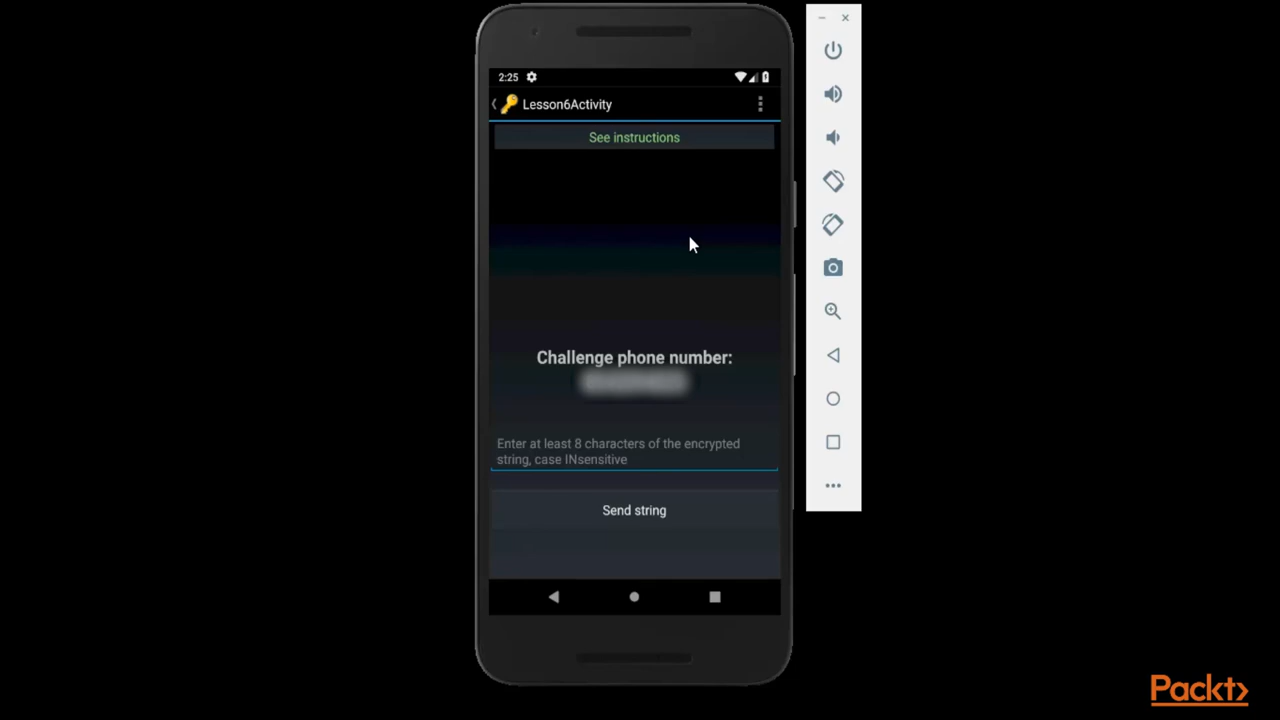 2:25
Lesson6Activity
See instructions
Challenge phone number:
Enter at least 8 characters of the encrypted
string, case INsensitive
Send string
Packt>